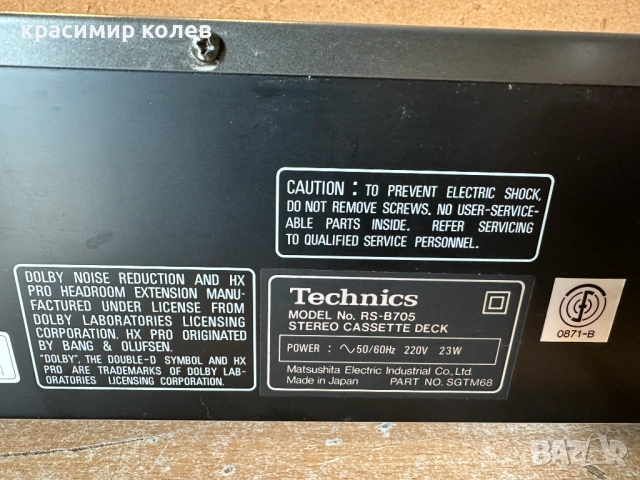 красимир колев
CAUTION : TO PREVENT ELECTRIC SHOCK,
DO NOT REMOVE SCREWS. NO USER-SERVICE-
ABLE PARTS INSIDE. REFER SERVICING
TO QUALIFIED SERVICE PERSONNEL.
DOLBY NOISE REDUCTION AND HX
PRO HEADROOM EXTENSION MANU-
FACTURED UNDER LICENSE FROM
DOLBY LABORATORIES LICENSING
CORPORATION. HX PRO ORIGINATED
BY BANG & OLUFSEN.
"DOLBY", THE DOUBLE-D SYMBOL AND HX
PRO ARE TRADEMARKS OF DOLBY LAB-
ORATORIES LICENSING CORPORATION.
Technics
MODEL No. RS-B705
STEREO CASSETTE DECK
POWER : ∿50/60Hz 220V 23W
Matsushita Electric Industrial Co., Ltd.
Made in Japan PART NO. SGTM68
0871-B
BAZAR